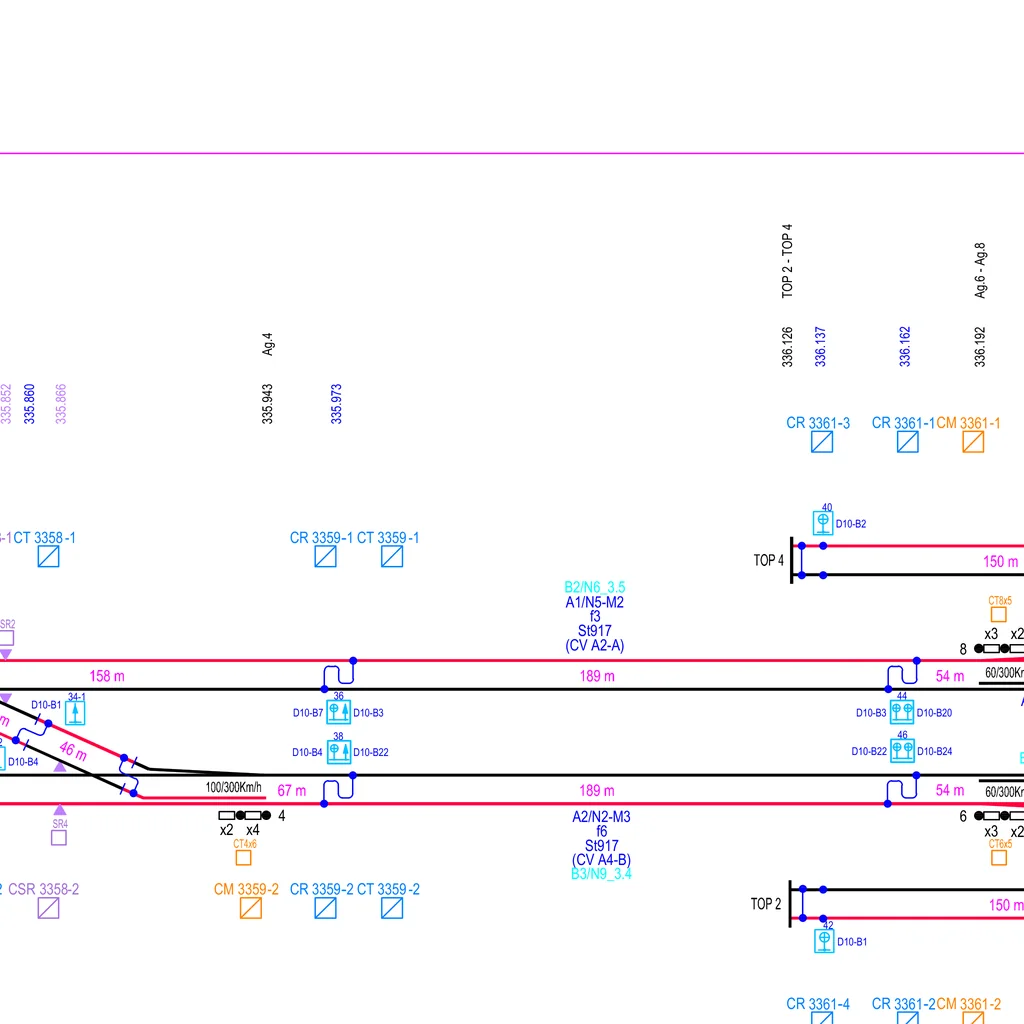 TOP 2 - TOP 4
Ag.6 - Ag.8
Ag.4
336.126
336.137
336.162
336.192
335.852
335.860
335.866
335.943
335.973
CR 3361-3
CR 3361-1
CM 3361-1
40
D10-B2
-1
CT 3358-1
CR 3359-1
CT 3359-1
TOP 4
150 m
B2/N6_3.5
A1/N5-M2
f3
St917
(CV A2-A)
CT8x5
SR2
8
x3
x2
158 m
189 m
54 m
60/300Km
D10-B1
34-1
36
D10-B7
D10-B3
44
D10-B3
D10-B20
m
46 m
D10-B4
38
D10-B4
D10-B22
46
D10-B22
D10-B24
100/300Km/h
67 m
189 m
54 m
60/300Km
SR4
x2
x4
4
CT4x6
A2/N2-M3
f6
St917
(CV A4-B)
B3/N9_3.4
6
x3
x2
CT6x5
2
CSR 3358-2
CM 3359-2
CR 3359-2
CT 3359-2
TOP 2
150 m
42
D10-B1
CR 3361-4
CR 3361-2
CM 3361-2